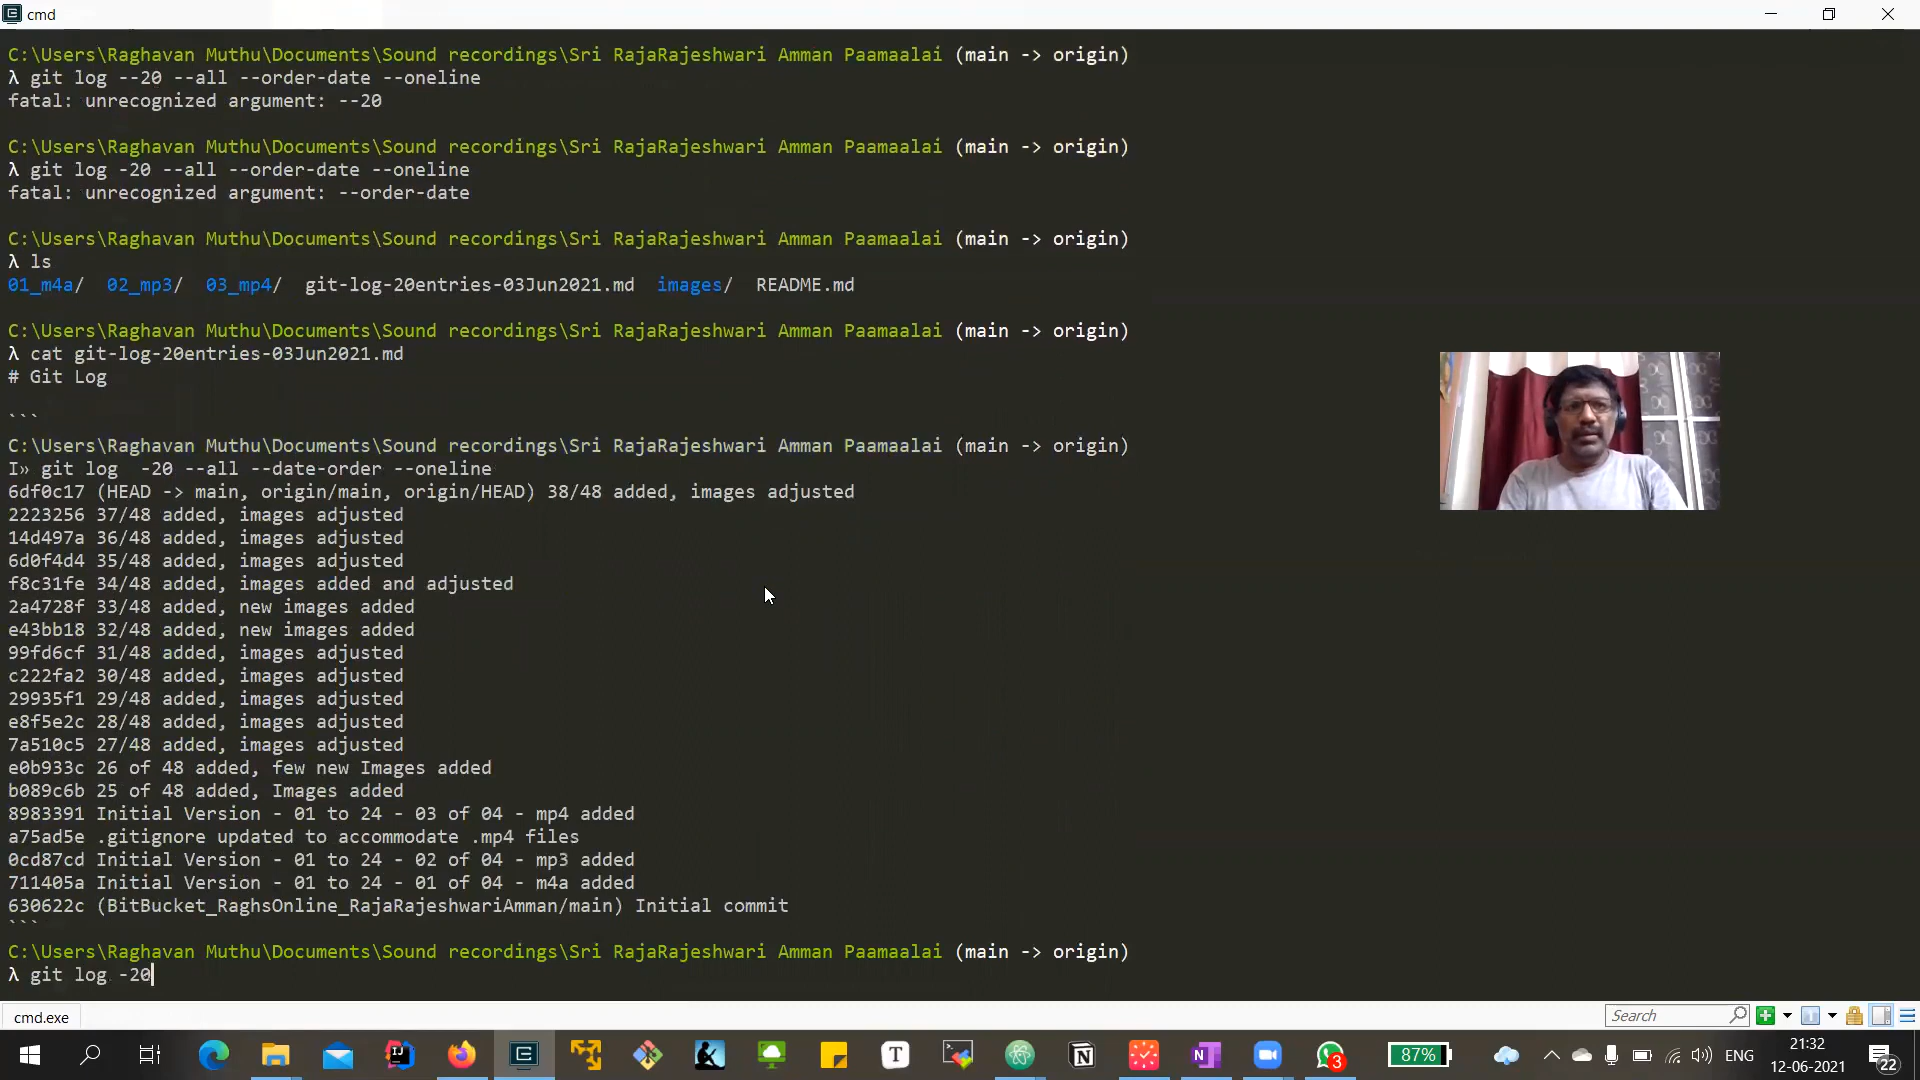 cmd
C:\Users\Raghavan Muthu\Documents\Sound recordings\Sri RajaRajeshwari Amman Paamaalai (main -> origin)
λ git log --20 --all --order-date --oneline
fatal: unrecognized argument: --20
C:\Users\Raghavan Muthu\Documents\Sound recordings\Sri RajaRajeshwari Amman Paamaalai (main -> origin)
λ git log -20 --all --order-date --oneline
fatal: unrecognized argument: --order-date
C:\Users\Raghavan Muthu\Documents\Sound recordings\Sri RajaRajeshwari Amman Paamaalai (main -> origin)
λ ls
01_m4a/  02_mp3/  03_mp4/  git-log-20entries-03Jun2021.md  images/  README.md
C:\Users\Raghavan Muthu\Documents\Sound recordings\Sri RajaRajeshwari Amman Paamaalai (main -> origin)
λ cat git-log-20entries-03Jun2021.md
# Git Log
```
C:\Users\Raghavan Muthu\Documents\Sound recordings\Sri RajaRajeshwari Amman Paamaalai (main -> origin)
I» git log  -20 --all --date-order --oneline
6df0c17 (HEAD -> main, origin/main, origin/HEAD) 38/48 added, images adjusted
2223256 37/48 added, images adjusted
14d497a 36/48 added, images adjusted
6d0f4d4 35/48 added, images adjusted
f8c31fe 34/48 added, images added and adjusted
2a4728f 33/48 added, new images added
e43bb18 32/48 added, new images added
99fd6cf 31/48 added, images adjusted
c222fa2 30/48 added, images adjusted
29935f1 29/48 added, images adjusted
e8f5e2c 28/48 added, images adjusted
7a510c5 27/48 added, images adjusted
e0b933c 26 of 48 added, few new Images added
b089c6b 25 of 48 added, Images added
8983391 Initial Version - 01 to 24 - 03 of 04 - mp4 added
a75ad5e .gitignore updated to accommodate .mp4 files
0cd87cd Initial Version - 01 to 24 - 02 of 04 - mp3 added
711405a Initial Version - 01 to 24 - 01 of 04 - m4a added
630622c (BitBucket_RaghsOnline_RajaRajeshwariAmman/main) Initial commit
```
C:\Users\Raghavan Muthu\Documents\Sound recordings\Sri RajaRajeshwari Amman Paamaalai (main -> origin)
λ git log -20
cmd.exe
Search
87%
ENG
21:32
12-06-2021
22
3